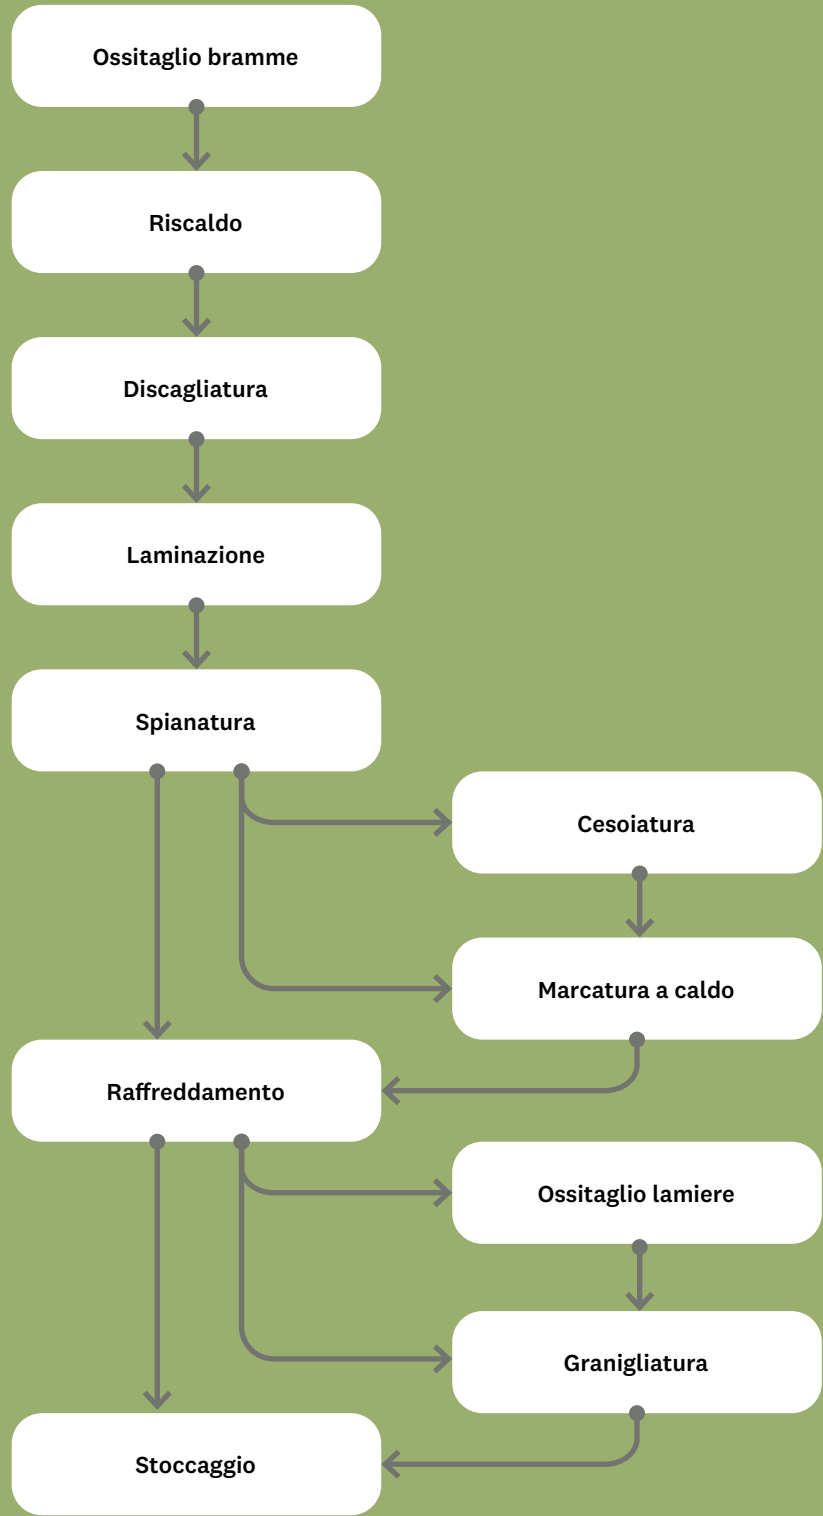 Ossitaglio bramme
Riscaldo
Discagliatura
Laminazione
Spianatura
Cesoiatura
Marcatura a caldo
Raffreddamento
Ossitaglio lamiere
Granigliatura
Stoccaggio